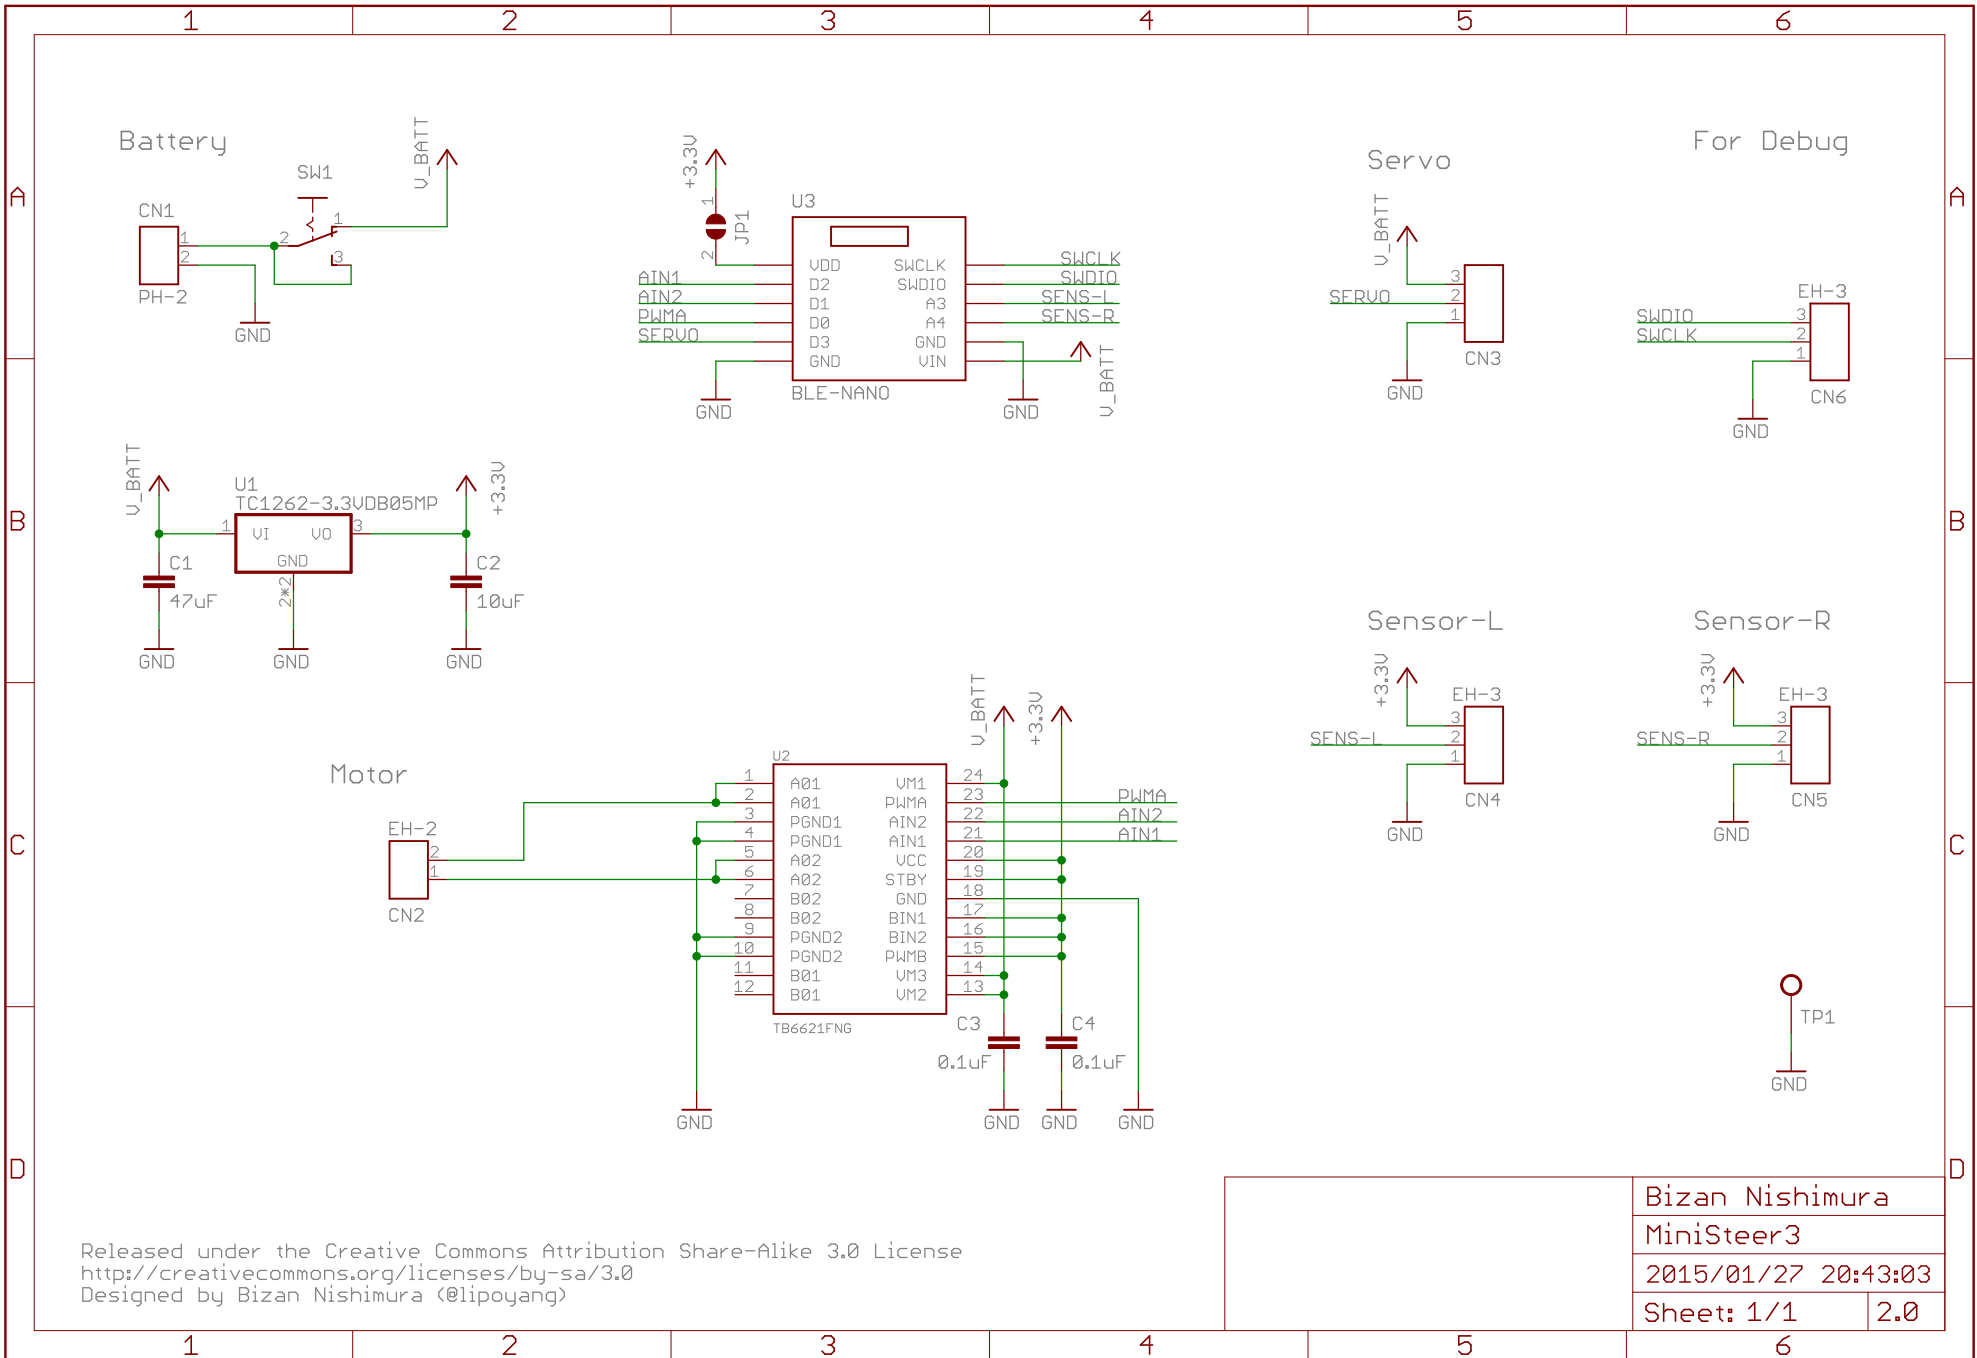 1 2 3 4 5 6
A A
B B
C C
D D
Battery
SW1
V_BATT
CN1
1
2
2
1
3
PH-2
GND
+3.3V
1
JP1
2
U3
VDD SWCLK
D2 SWDIO
D1 A3
D0 A4
D3 GND
GND VIN
BLE-NANO
AIN1
AIN2
PWMA
SERVO
SWCLK
SWDIO
SENS-L
SENS-R
GND
GND
V_BATT
Servo
V_BATT
SERVO
3
2
1
CN3
GND
For Debug
EH-3
SWDIO
SWCLK
3
2
1
CN6
GND
V_BATT
U1
TC1262-3.3VDB05MP
1 VI VO 3
GND
2*2
+3.3V
C1
47uF
C2
10uF
GND
GND
GND
Sensor-L
+3.3V
EH-3
SENS-L
3
2
1
CN4
GND
Sensor-R
+3.3V
EH-3
SENS-R
3
2
1
CN5
GND
Motor
EH-2
2
1
CN2
V_BATT
+3.3V
U2
1 A01 VM1 24
2 A01 PWMA 23 PWMA
3 PGND1 AIN2 22 AIN2
4 PGND1 AIN1 21 AIN1
5 A02 VCC 20
6 A02 STBY 19
7 B02 GND 18
8 B02 BIN1 17
9 PGND2 BIN2 16
10 PGND2 PWMB 15
11 B01 VM3 14
12 B01 VM2 13
TB6621FNG
C3
0.1uF
C4
0.1uF
GND
GND
GND
GND
TP1
GND
Released under the Creative Commons Attribution Share-Alike 3.0 License
http://creativecommons.org/licenses/by-sa/3.0
Designed by Bizan Nishimura (@lipoyang)
Bizan Nishimura
MiniSteer3
2015/01/27 20:43:03
Sheet: 1/1 2.0
1 2 3 4 5 6